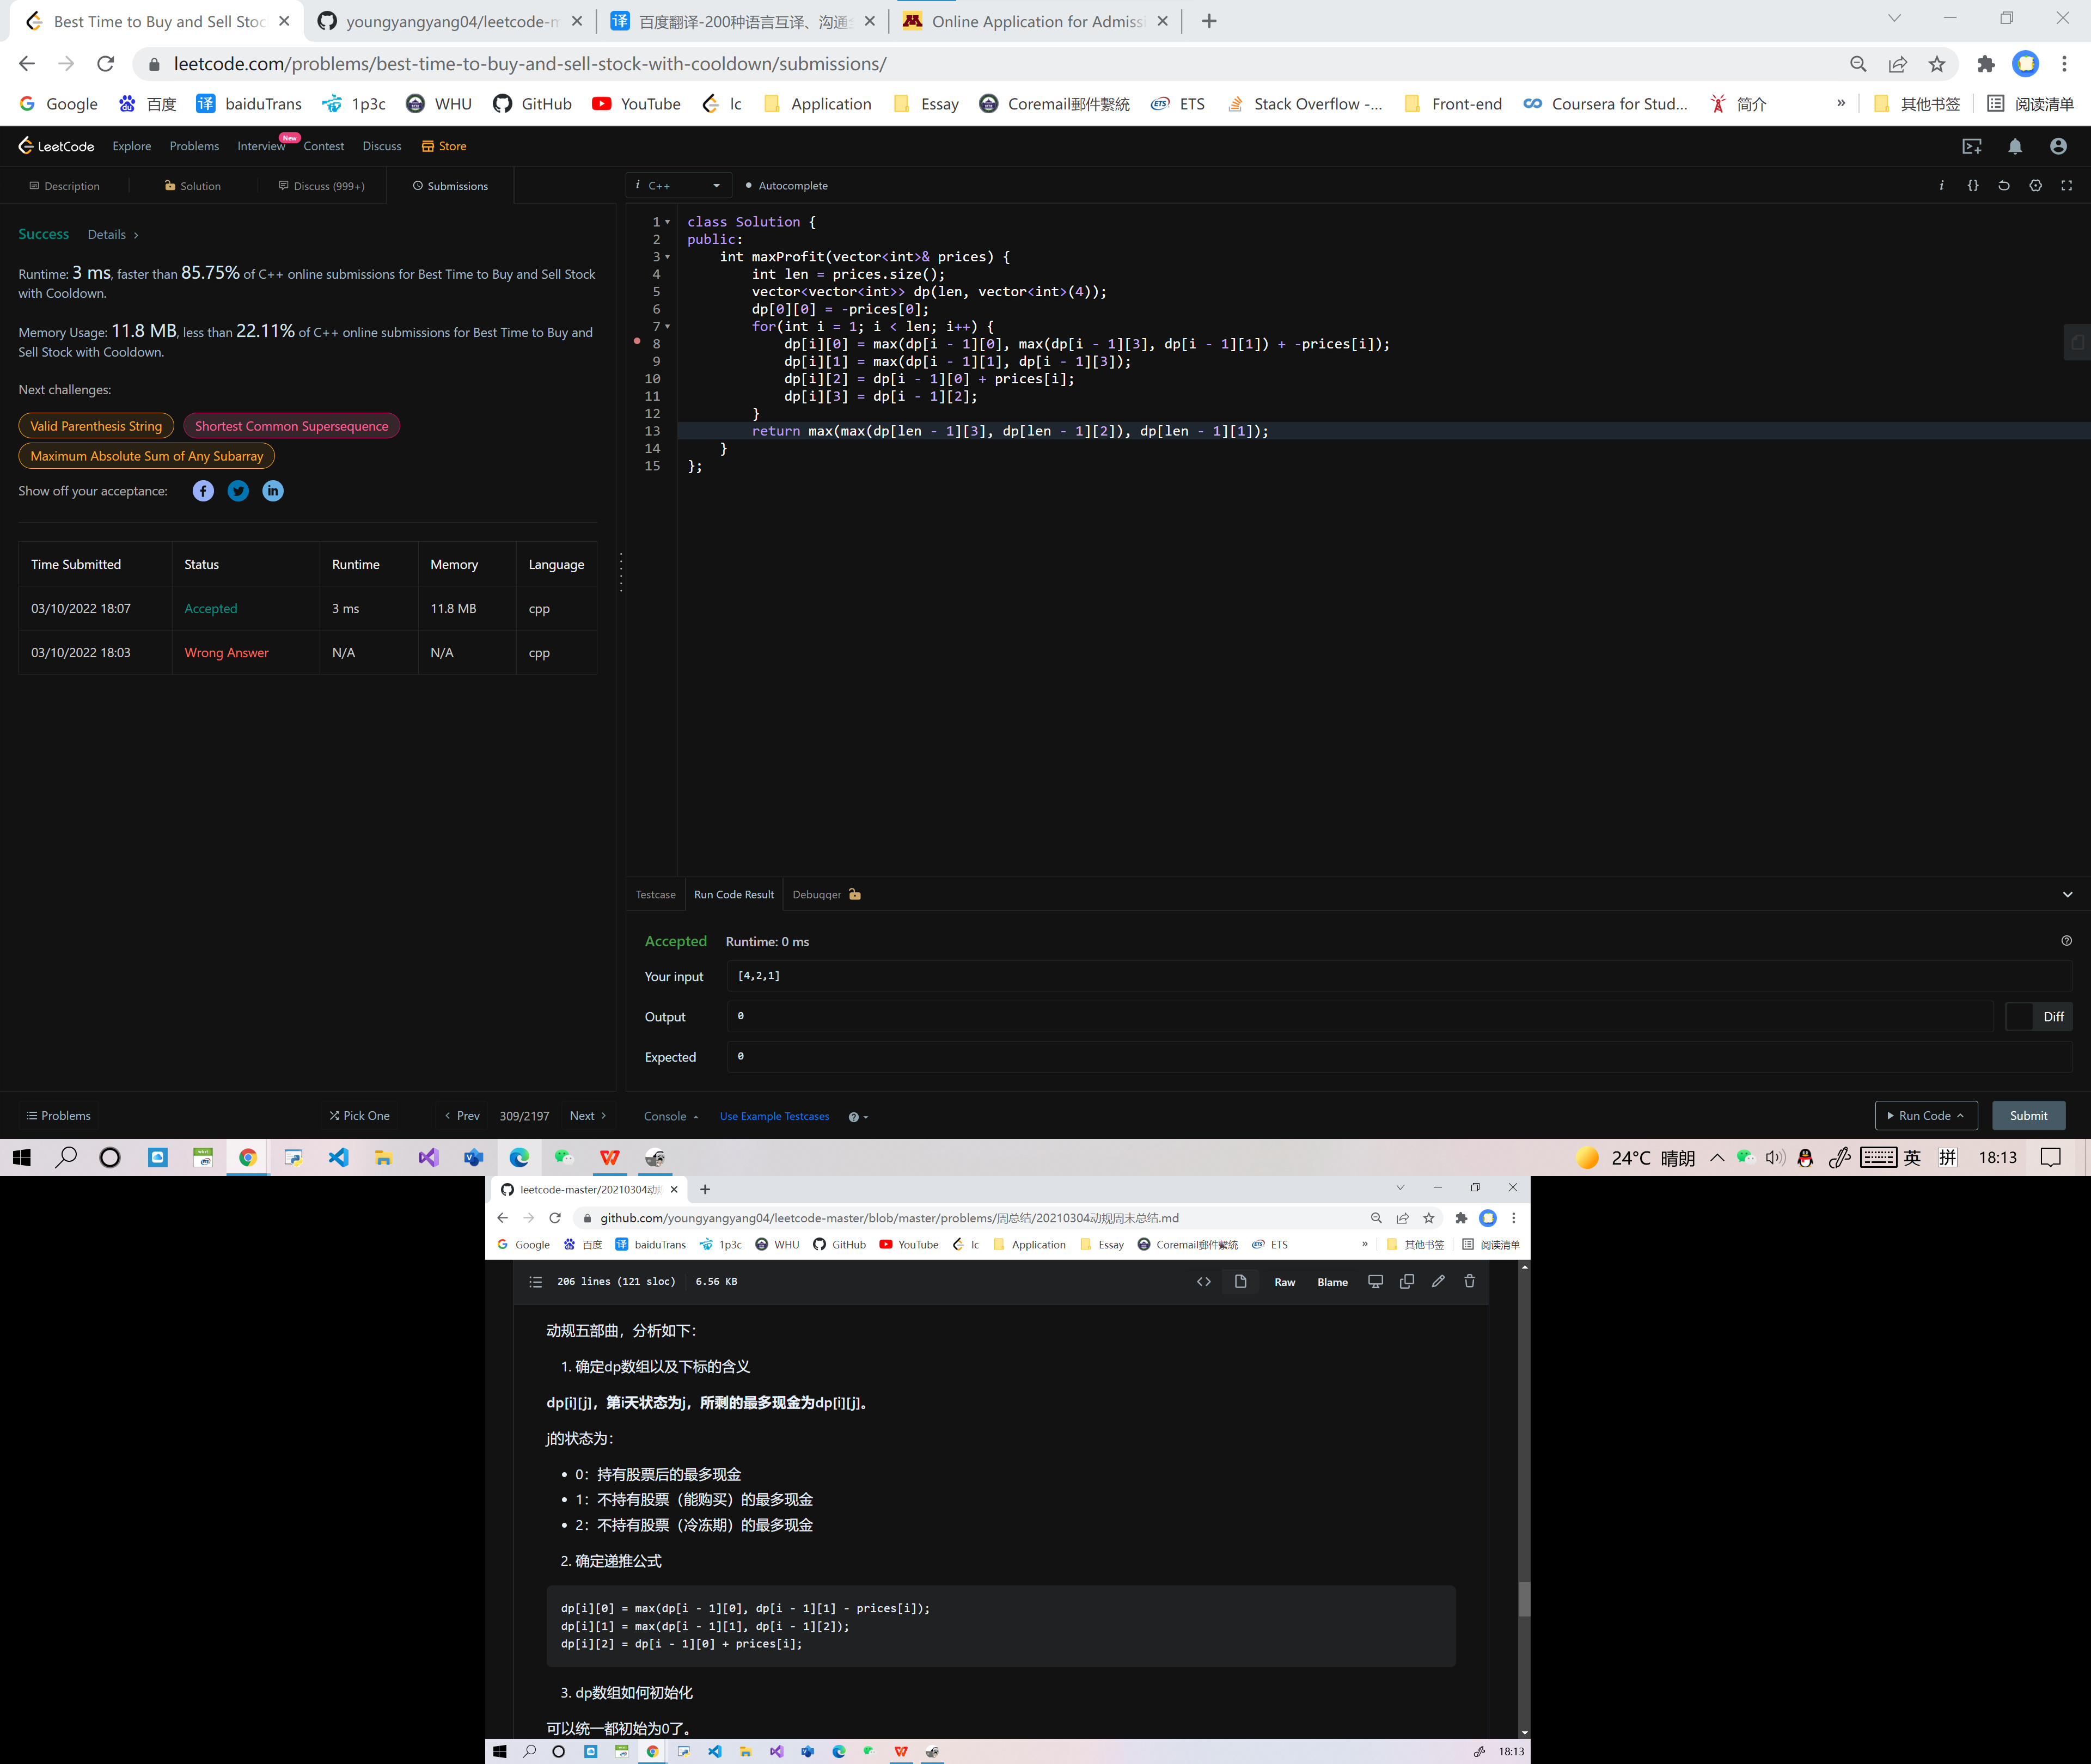 Best Time to Buy and Sell Stoc
youngyangyang04/leetcode-m
百度翻译-200种语言互译、沟通
Online Application for Admiss
leetcode.com/problems/best-time-to-buy-and-sell-stock-with-cooldown/submissions/
Google 百度 译 baiduTrans 1p3c WHU GitHub YouTube lc Application Essay Coremail郵件繫統 ETS Stack Overflow -... Front-end Coursera for Stud... 简介 » 其他书签 阅读清单
LeetCode Explore Problems Interview New Contest Discuss Store
Description Solution Discuss (999+) Submissions
Success Details >
Runtime: 3 ms, faster than 85.75% of C++ online submissions for Best Time to Buy and Sell Stock
with Cooldown.
Memory Usage: 11.8 MB, less than 22.11% of C++ online submissions for Best Time to Buy and
Sell Stock with Cooldown.
Next challenges:
Valid Parenthesis String Shortest Common Supersequence
Maximum Absolute Sum of Any Subarray
Show off your acceptance:
Time Submitted Status Runtime Memory Language
03/10/2022 18:07 Accepted 3 ms 11.8 MB cpp
03/10/2022 18:03 Wrong Answer N/A N/A cpp
Problems Pick One < Prev 309/2197 Next >
i C++ Autocomplete i {}
1 class Solution {
2 public:
3 int maxProfit(vector<int>& prices) {
4 int len = prices.size();
5 vector<vector<int>> dp(len, vector<int>(4));
6 dp[0][0] = -prices[0];
7 for(int i = 1; i < len; i++) {
8 dp[i][0] = max(dp[i - 1][0], max(dp[i - 1][3], dp[i - 1][1]) + -prices[i]);
9 dp[i][1] = max(dp[i - 1][1], dp[i - 1][3]);
10 dp[i][2] = dp[i - 1][0] + prices[i];
11 dp[i][3] = dp[i - 1][2];
12 }
13 return max(max(dp[len - 1][3], dp[len - 1][2]), dp[len - 1][1]);
14 }
15 };
Testcase Run Code Result Debugger
Accepted Runtime: 0 ms
Your input [4,2,1]
Output 0 Diff
Expected 0
Console Use Example Testcases Run Code Submit
24°C 晴朗 英 拼 18:13
leetcode-master/20210304动规
github.com/youngyangyang04/leetcode-master/blob/master/problems/周总结/20210304动规周末总结.md
Google 百度 译 baiduTrans 1p3c WHU GitHub YouTube lc Application Essay Coremail郵件繫統 ETS » 其他书签 阅读清单
206 lines (121 sloc) 6.56 KB <> Raw Blame
动规五部曲，分析如下：
1. 确定dp数组以及下标的含义
dp[i][j]，第i天状态为j，所剩的最多现金为dp[i][j]。
j的状态为：
• 0：持有股票后的最多现金
• 1：不持有股票（能购买）的最多现金
• 2：不持有股票（冷冻期）的最多现金
2. 确定递推公式
dp[i][0] = max(dp[i - 1][0], dp[i - 1][1] - prices[i]);
dp[i][1] = max(dp[i - 1][1], dp[i - 1][2]);
dp[i][2] = dp[i - 1][0] + prices[i];
3. dp数组如何初始化
可以统一都初始为0了。
18:13